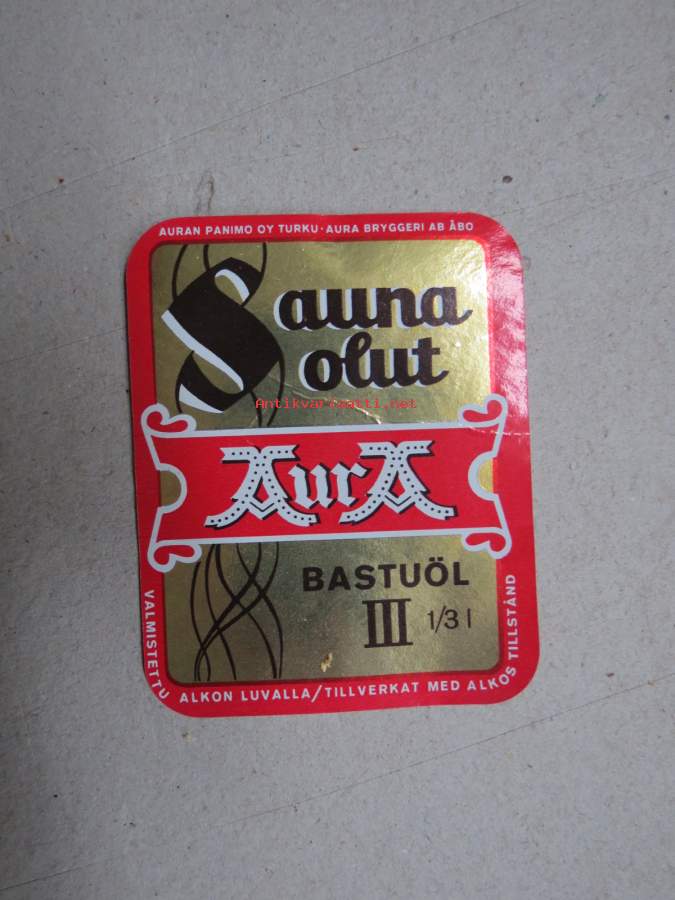 AURAN PANIMO OY TURKU · AURA BRYGGERI AB ÅBO
Sauna
olut
Antikvariaatti.net
AurA
BASTUÖL
III 1/3 l
VALMISTETTU ALKON LUVALLA/TILLVERKAT MED ALKOS TILLSTÅND